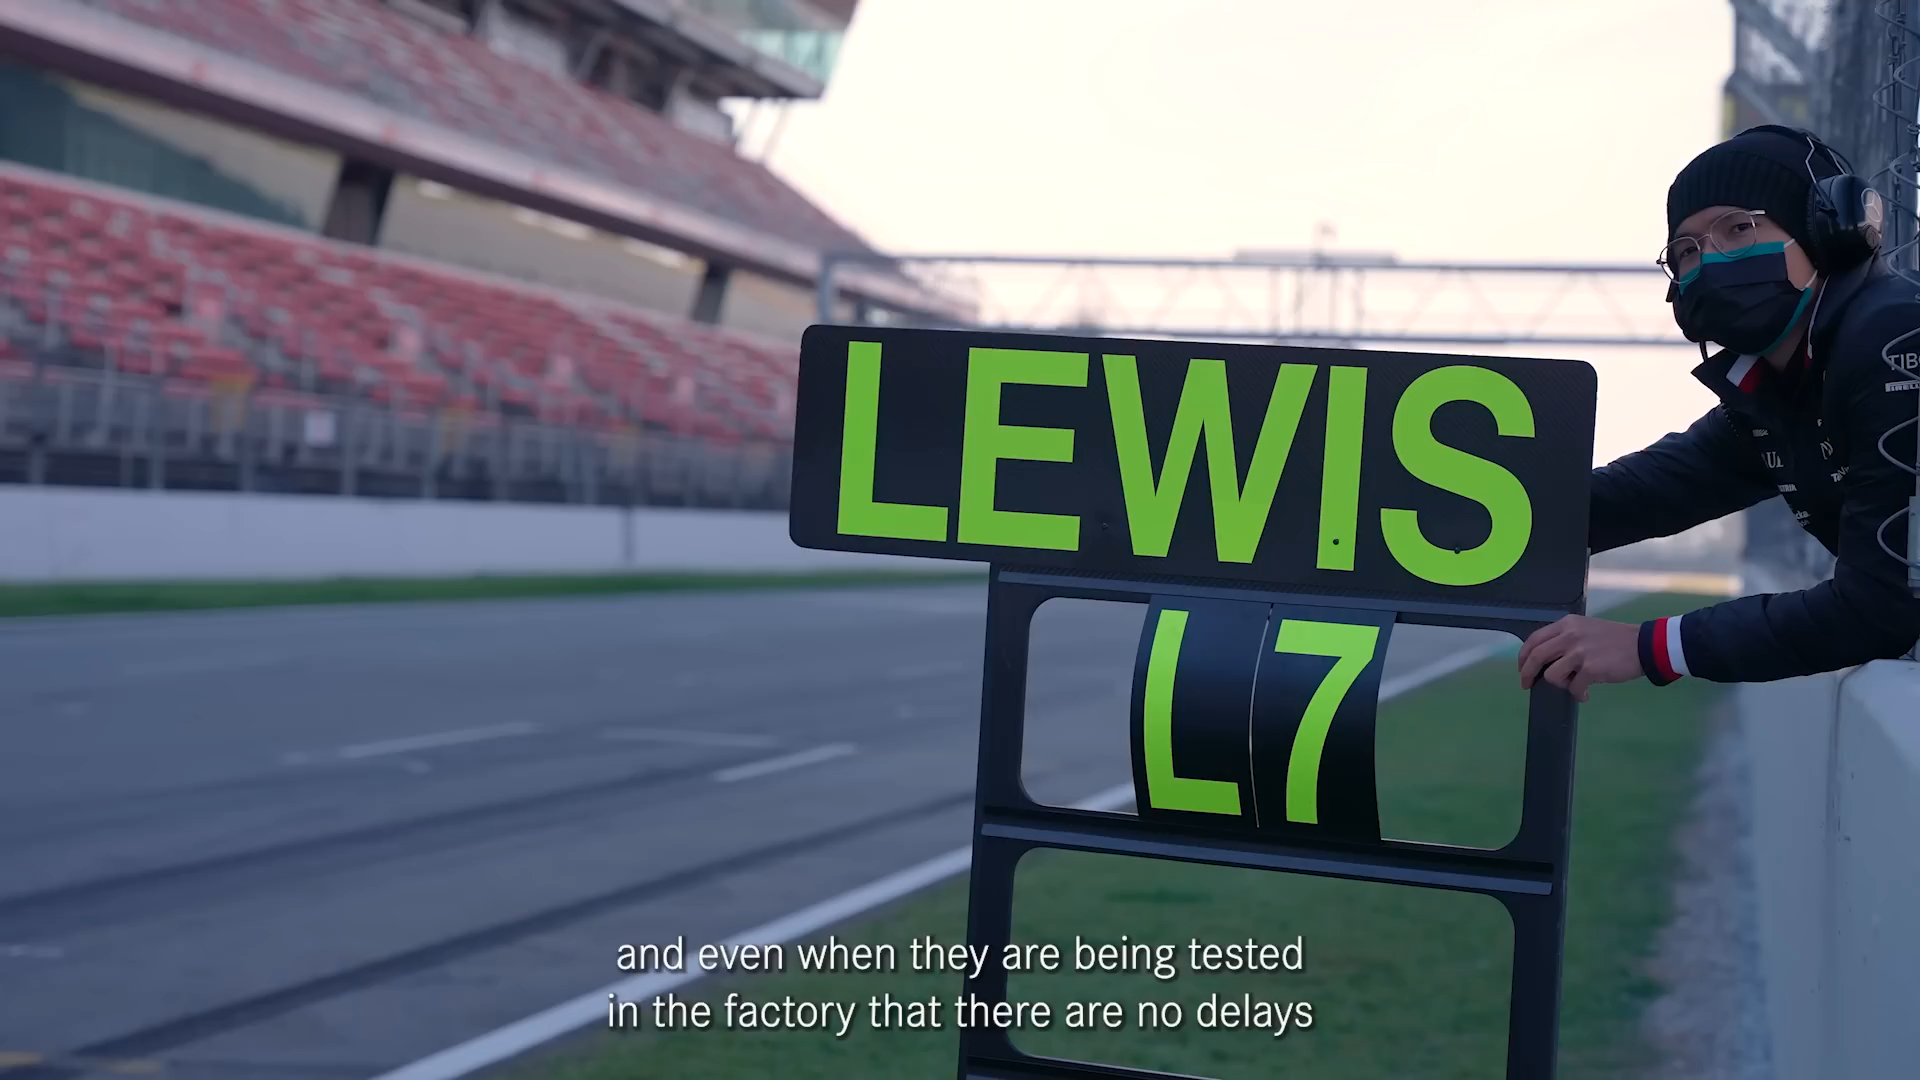 LEWIS
L7
and even when they are being tested
in the factory that there are no delays